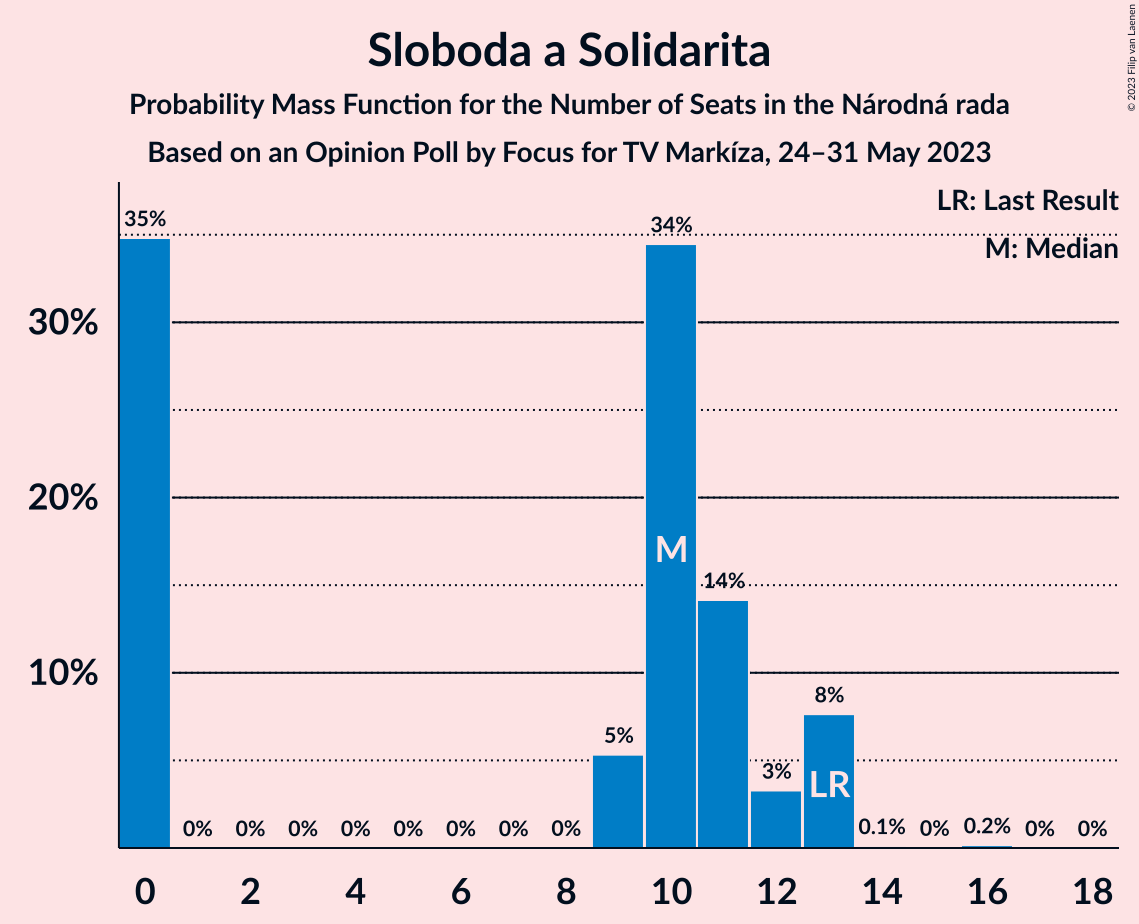 Sloboda a Solidarita
Probability Mass Function for the Number of Seats in the Národná rada
Based on an Opinion Poll by Focus for TV Markíza, 24–31 May 2023
© 2023 Filip van Laenen
LR: Last Result
M: Median
35%
34%
30%
20%
M
14%
10%
8%
5%
3%
LR
0% 0% 0% 0% 0% 0% 0% 0% 0.1% 0% 0.2% 0% 0%
0 2 4 6 8 10 12 14 16 18